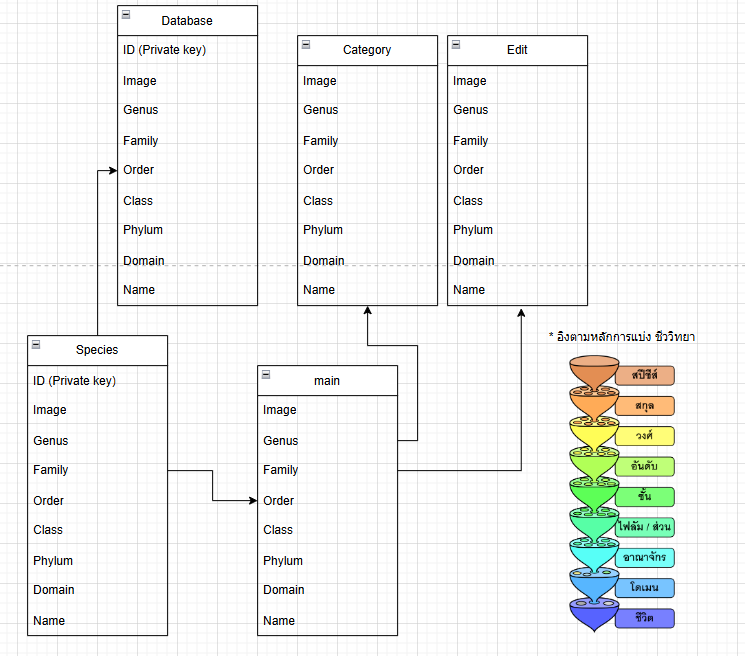 Database
ID (Private key)
Image
Genus
Family
Order
Class
Phylum
Domain
Name
Category
Image
Genus
Family
Order
Class
Phylum
Domain
Name
Edit
Image
Genus
Family
Order
Class
Phylum
Domain
Name
Species
ID (Private key)
Image
Genus
Family
Order
Class
Phylum
Domain
Name
main
Image
Genus
Family
Order
Class
Phylum
Domain
Name
* อิงตามหลักการแบ่ง ชีววิทยา
สปีชีส์
สกุล
วงศ์
อันดับ
ชั้น
ไฟลัม / ส่วน
อาณาจักร
โดเมน
ชีวิต